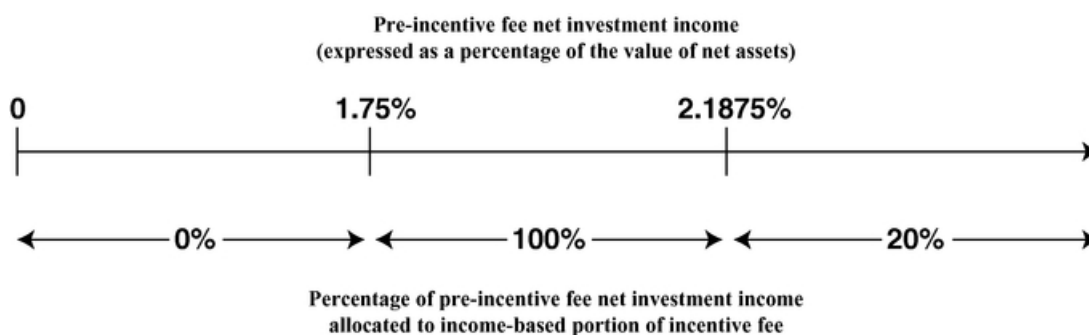 Pre-incentive fee net investment income
(expressed as a percentage of the value of net assets)
0 1.75% 2.1875%
0% 100% 20%
Percentage of pre-incentive fee net investment income
allocated to income-based portion of incentive fee